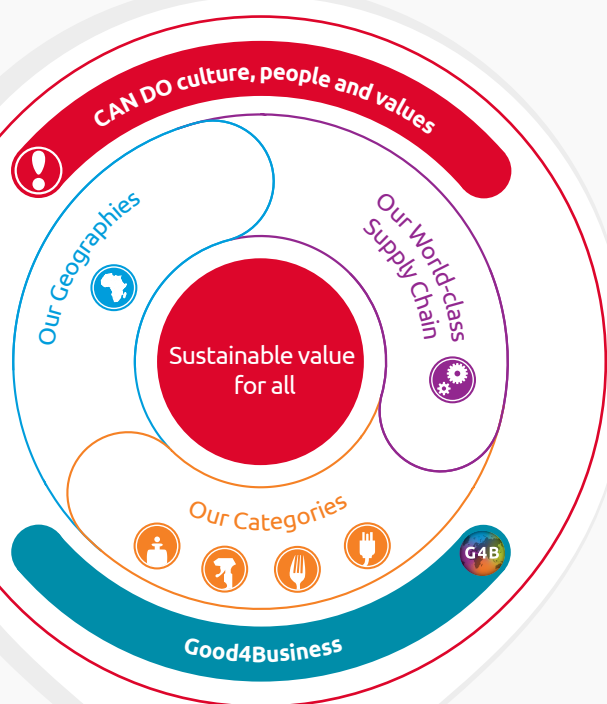 CAN DO culture, people and values
Our Geographies
Our World-class
Supply Chain
Sustainable value
for all
Our Categories
G4B
Good4Business